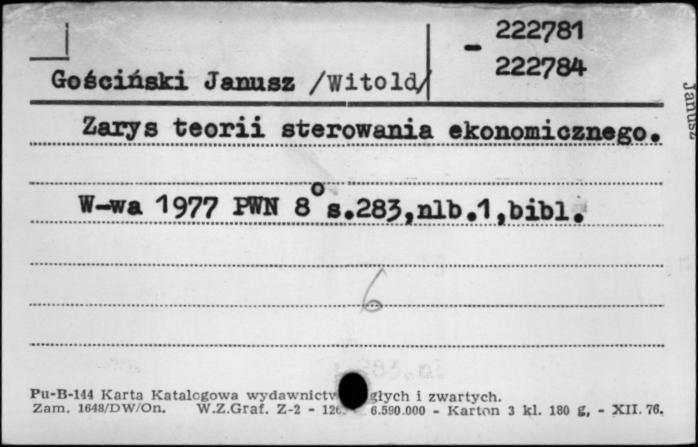 222781
- 222784
Gościński Janusz /Witold/
Zarys teorii sterowania ekonomicznego.
W-wa 1977 PWN 8° s.283,nlb.1,bibl.
6
Pu-B-144 Karta Katalogowa wydawnictw głych i zwartych.
Zam. 1648/DW/On. W.Z.Graf. Z-2 - 126. 6.590.000 - Karton 3 kl. 180 g, - XII. 76.
Janusz